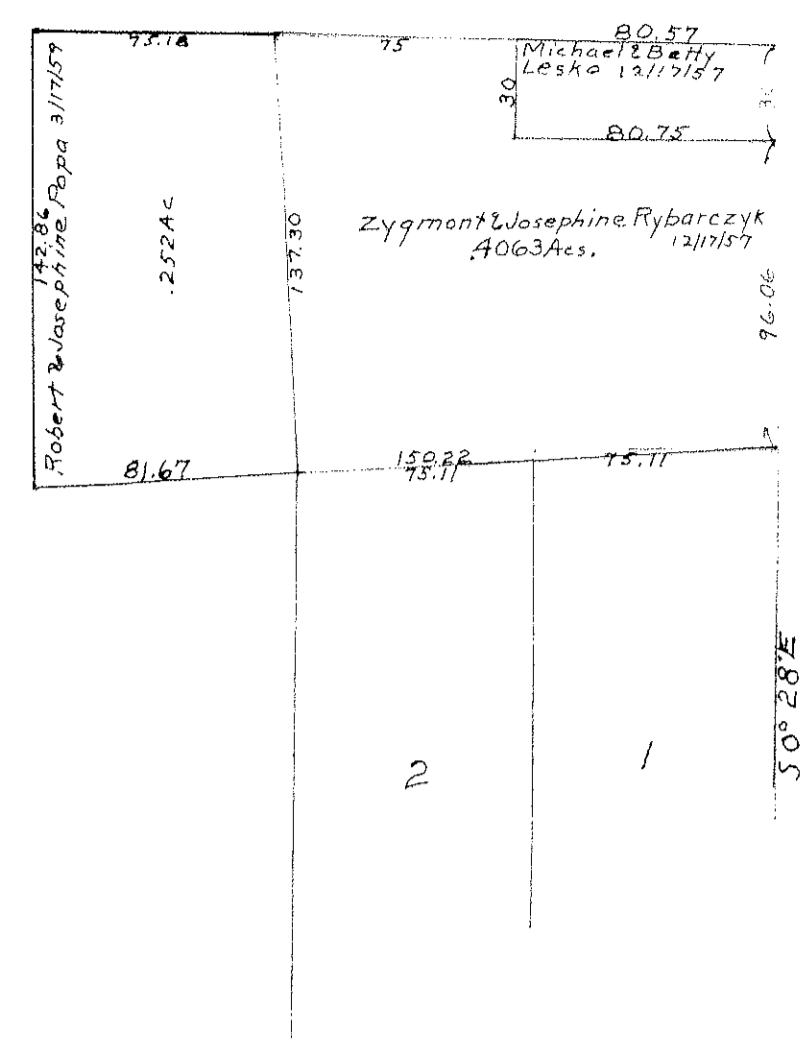 75.18
75
80.57
Michael & Betty
Lesko 12/17/57
30
80.75
Robert & Josephine Popa 3/17/59
142.86
.252Ac
137.30
Zygmont & Josephine Rybarczyk
.4063Acs.
12/17/57
96.06
81.67
150.22
75.11
75.11
2
1
S0° 28'E